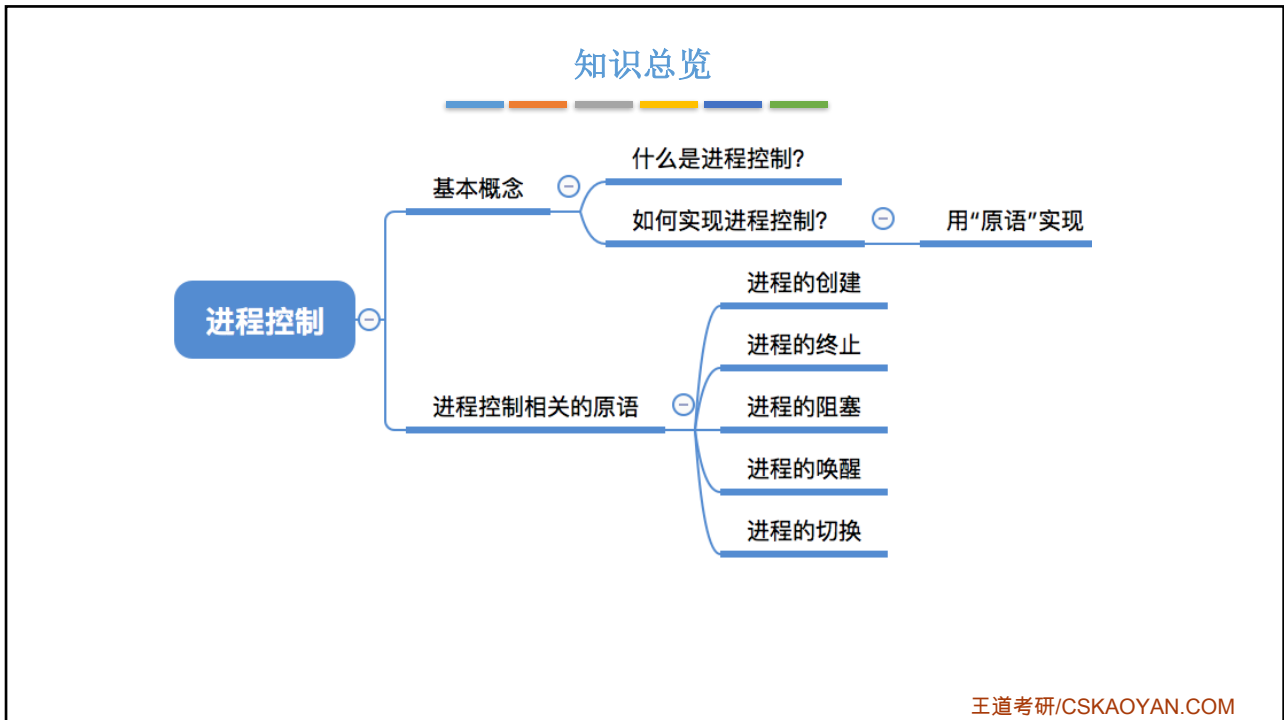 知识总览
什么是进程控制？
基本概念
如何实现进程控制？
用“原语”实现
进程控制
进程控制相关的原语
进程的创建
进程的终止
进程的阻塞
进程的唤醒
进程的切换
王道考研/CSKAOYAN.COM